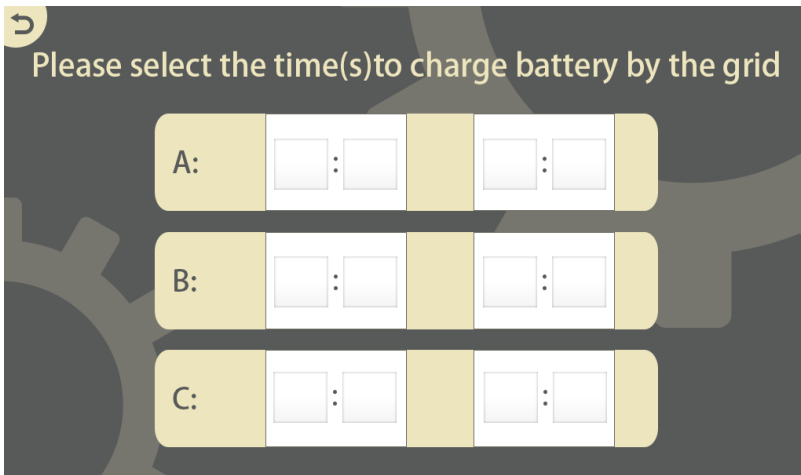 Please select the time(s)to charge battery by the grid
A: : :
B: : :
C: : :